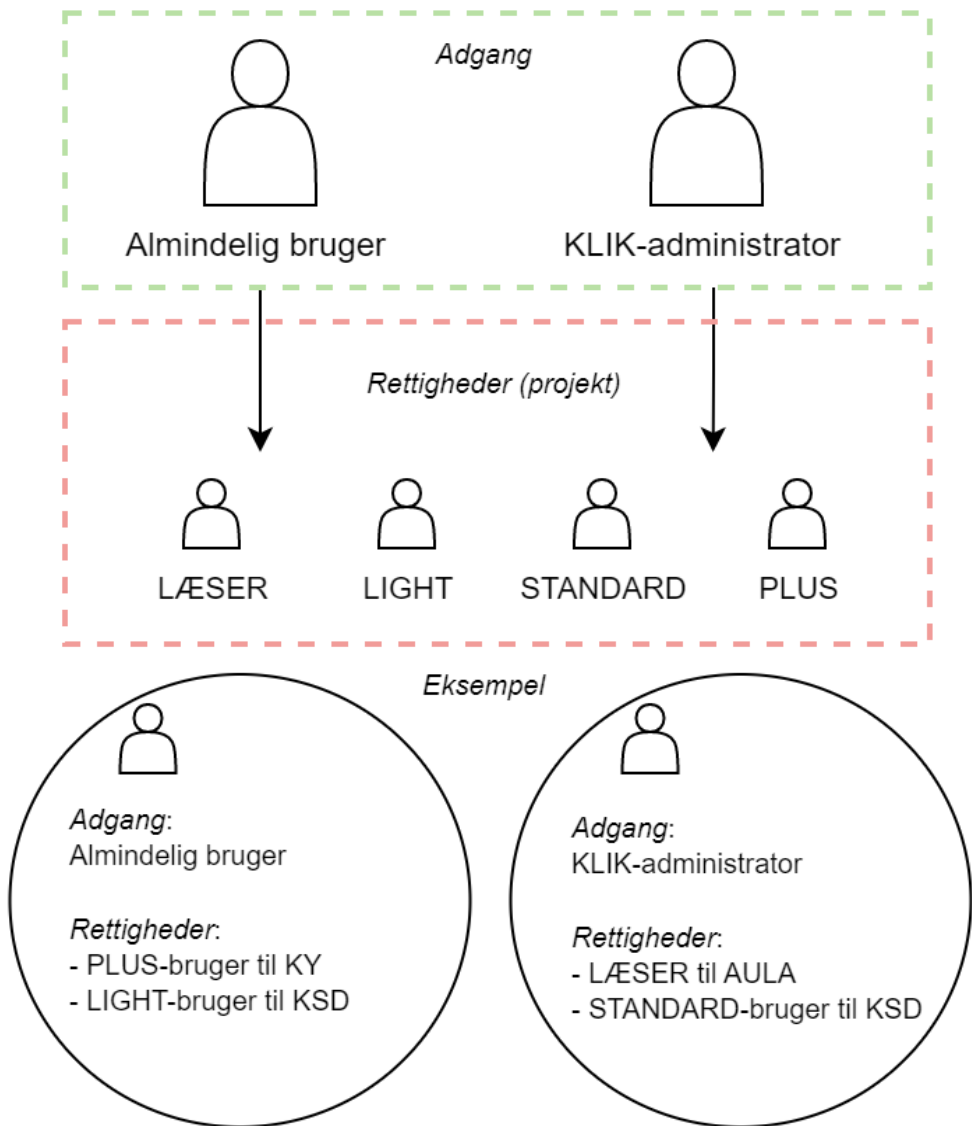 Adgang
Almindelig bruger
KLIK-administrator
Rettigheder (projekt)
LÆSER
LIGHT
STANDARD
PLUS
Eksempel
Adgang:
Almindelig bruger
Rettigheder:
- PLUS-bruger til KY
- LIGHT-bruger til KSD
Adgang:
KLIK-administrator
Rettigheder:
- LÆSER til AULA
- STANDARD-bruger til KSD